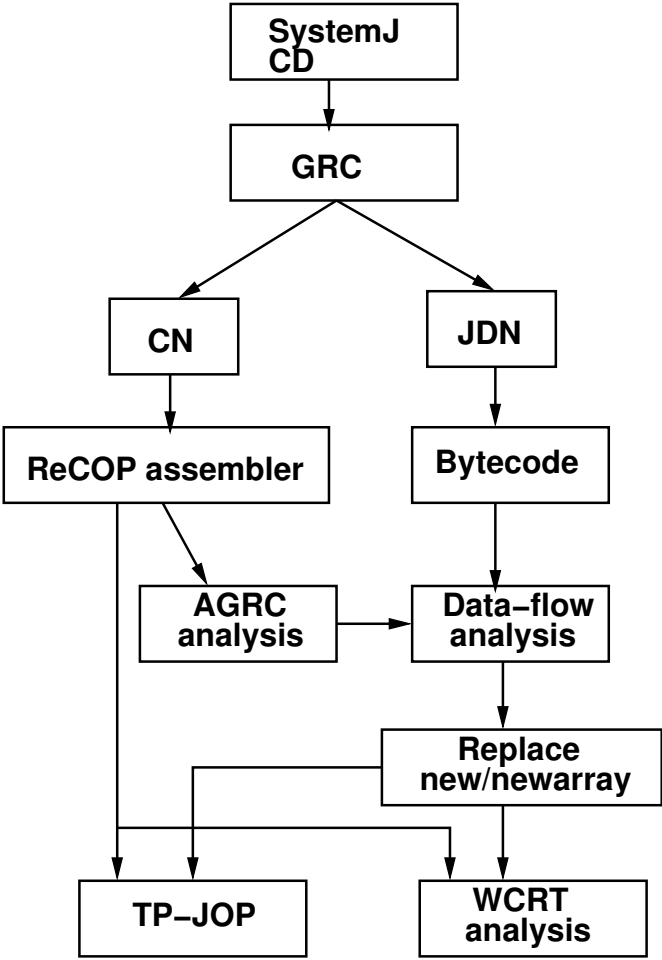 SystemJ
CD
GRC
CN
JDN
ReCOP assembler
Bytecode
AGRC
analysis
Data−flow
analysis
Replace
new/newarray
TP−JOP
WCRT
analysis